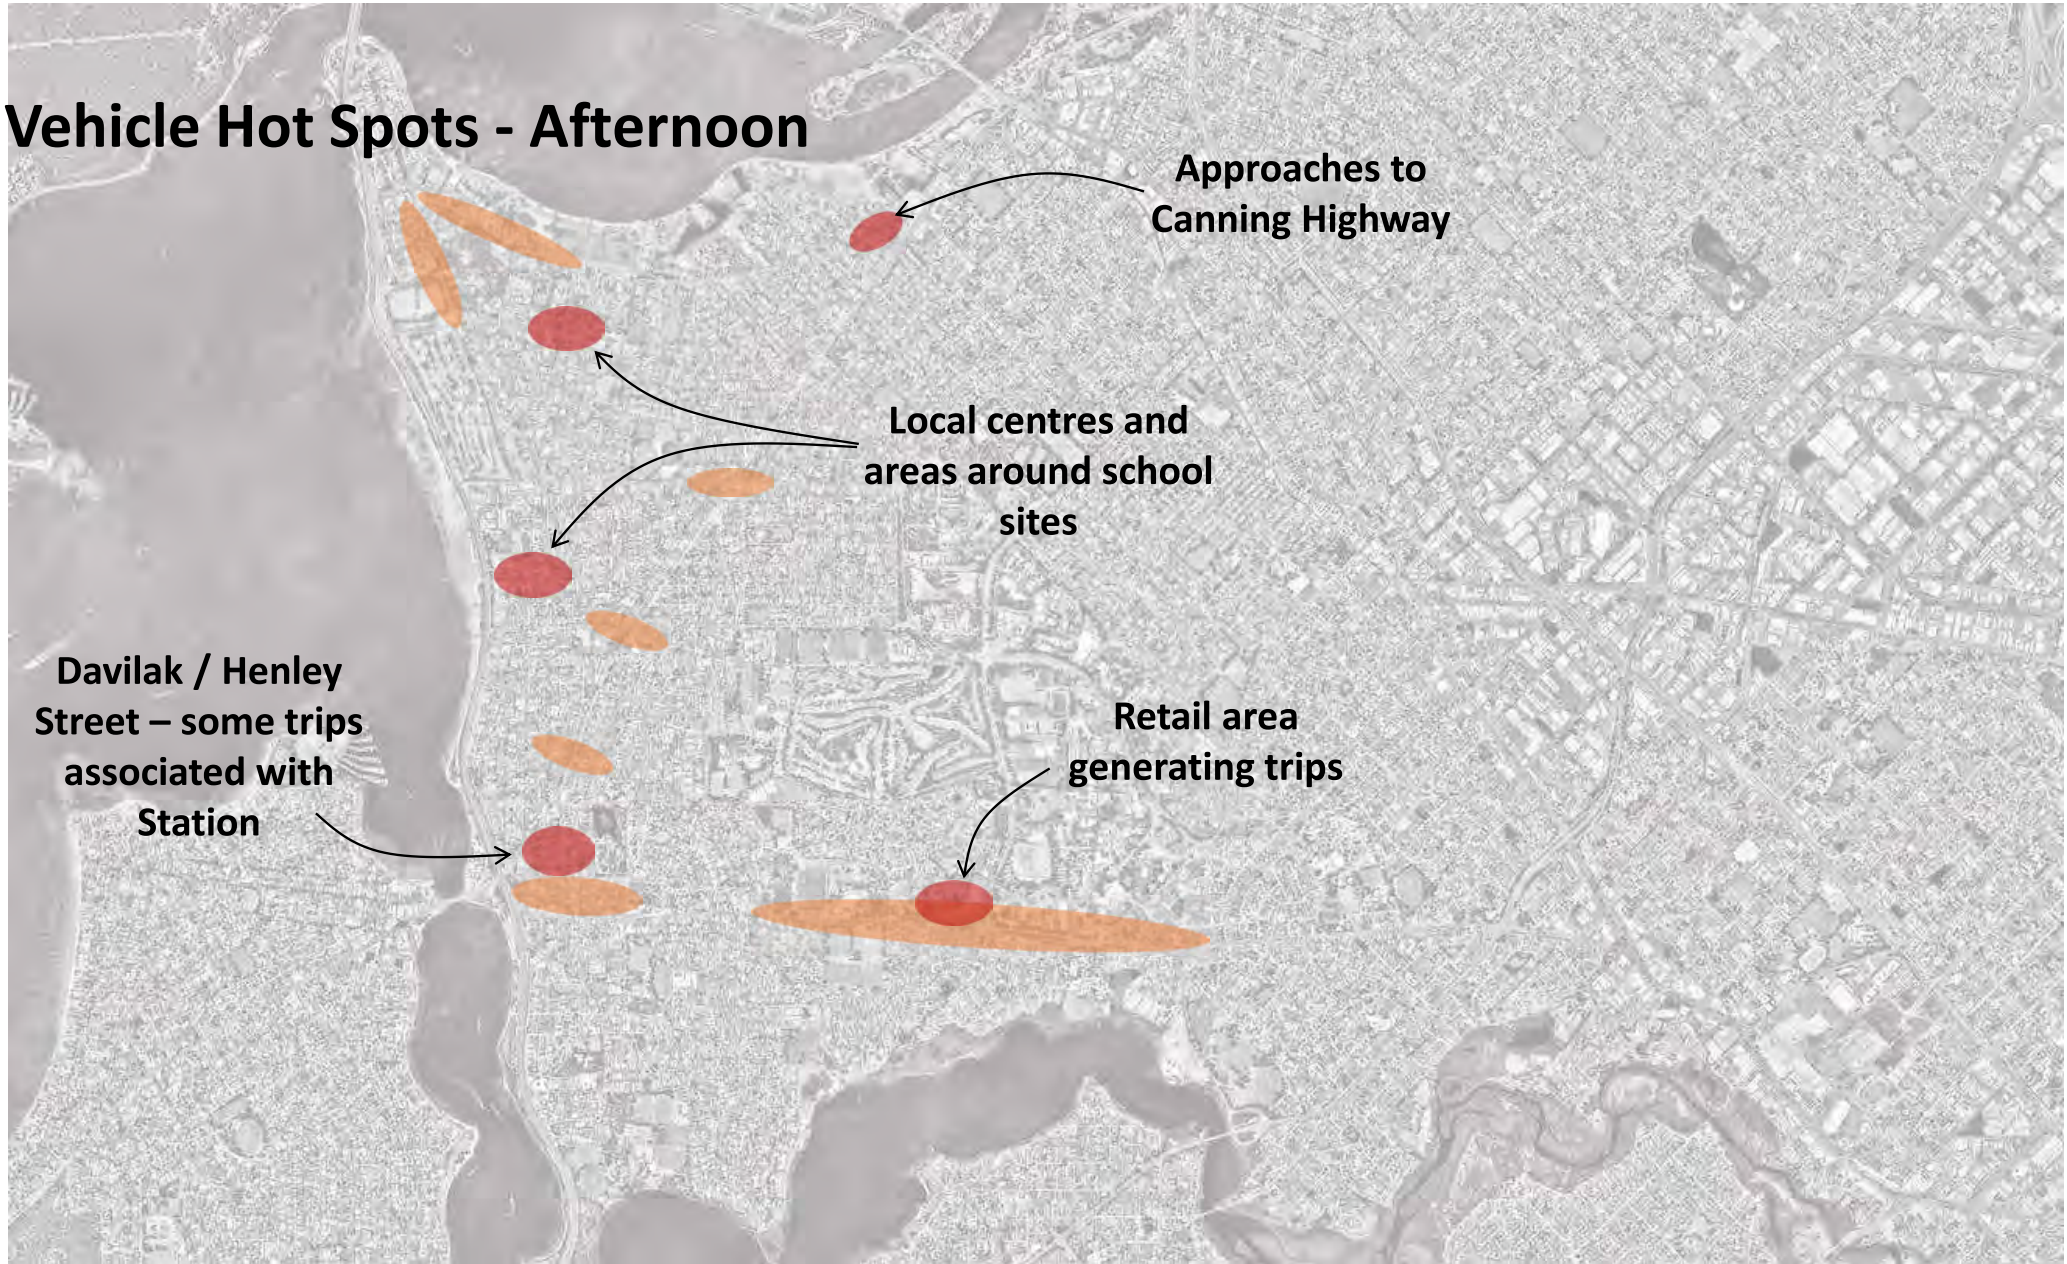 Vehicle Hot Spots - Afternoon
Approaches to
Canning Highway
Local centres and
areas around school
sites
Davilak / Henley
Street – some trips
associated with
Station
Retail area
generating trips